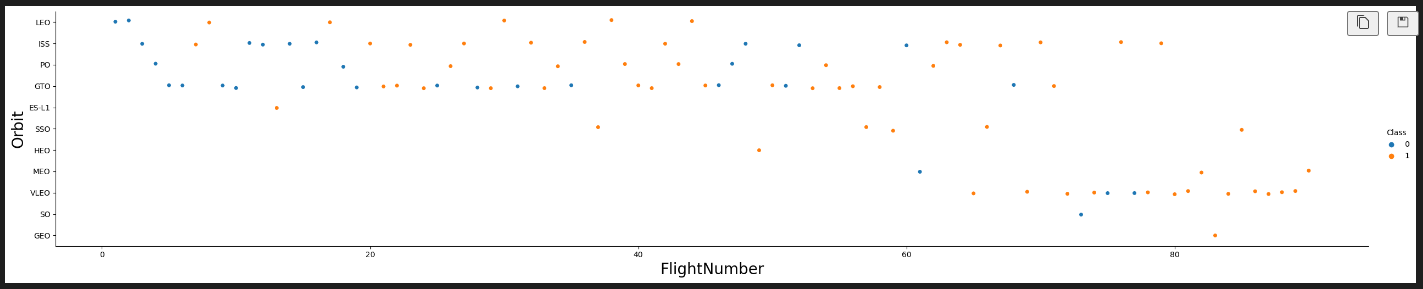 LEO
ISS
PO
GTO
ES-L1
SSO
HEO
MEO
VLEO
SO
GEO
Orbit
0 20 40 60 80
FlightNumber
Class
0
1